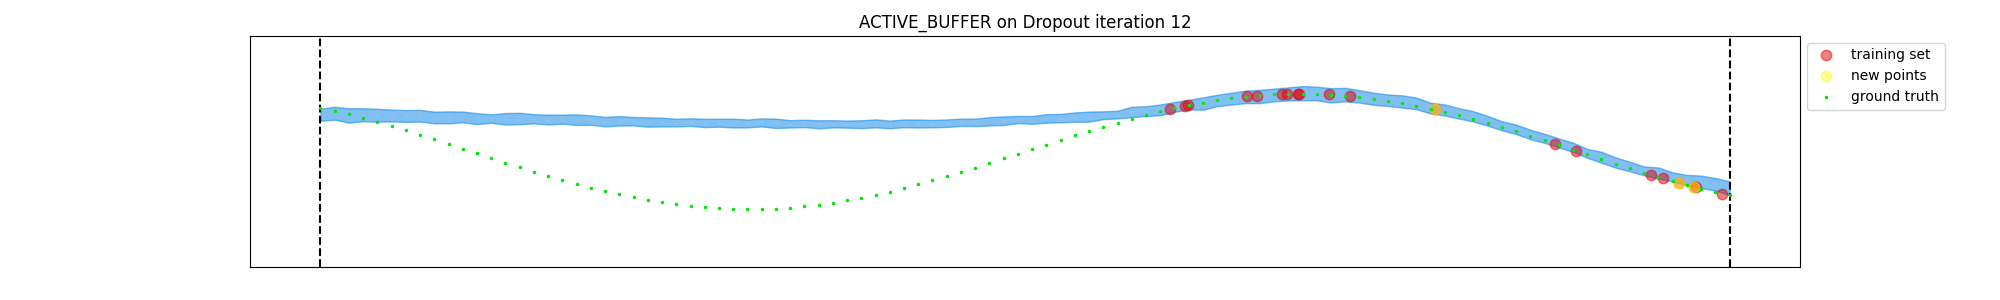 ACTIVE_BUFFER on Dropout iteration 12
training set
new points
ground truth